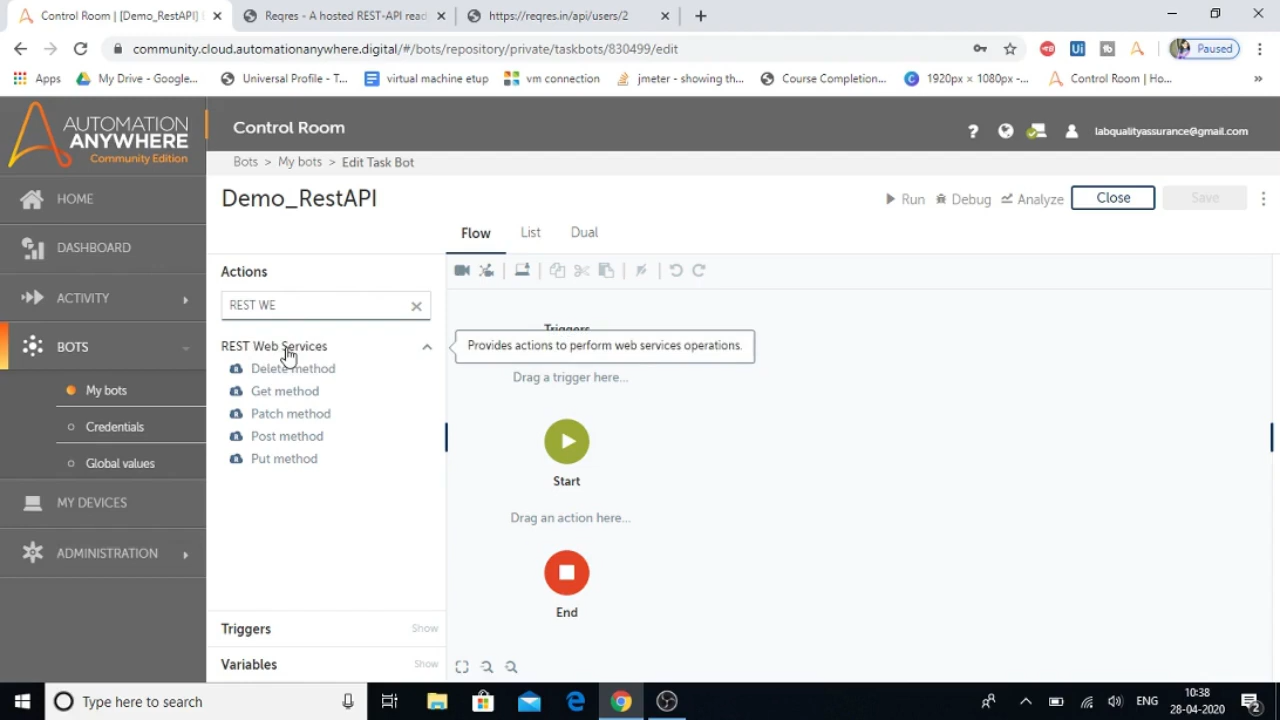 Control Room | [Demo_RestAPI] E
Reqres - A hosted REST-API read
https://reqres.in/api/users/2
community.cloud.automationanywhere.digital/#/bots/repository/private/taskbots/830499/edit
Paused
Apps
My Drive - Google...
Universal Profile - T...
virtual machine etup
vm connection
jmeter - showing th...
Course Completion...
1920px × 1080px -...
Control Room | Ho...
»
AUTOMATION
ANYWHERE
Community Edition
Control Room
labqualityassurance@gmail.com
Bots > My bots > Edit Task Bot
HOME
DASHBOARD
ACTIVITY
BOTS
My bots
Credentials
Global values
MY DEVICES
ADMINISTRATION
Demo_RestAPI
Run
Debug
Analyze
Close
Save
Flow
List
Dual
Actions
REST WE
REST Web Services
Delete method
Get method
Patch method
Post method
Put method
Triggers
Show
Variables
Show
Triggers
Provides actions to perform web services operations.
Drag a trigger here...
Start
Drag an action here...
End
Type here to search
ENG
10:38
28-04-2020
2